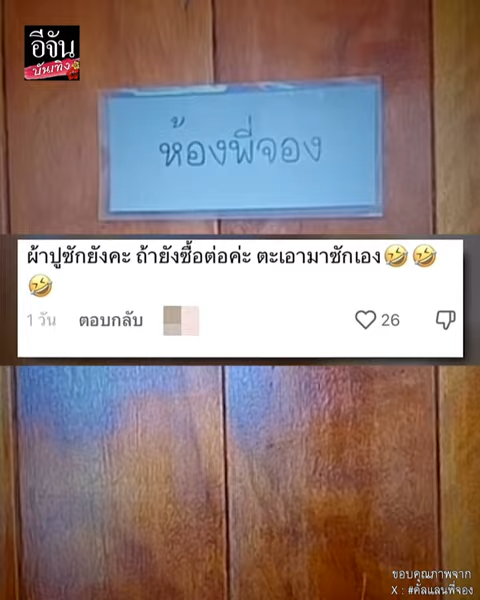 อีจัน
บันเทิง
ห้องพี่จอง
ผ้าปูซักยังคะ ถ้ายังซื้อต่อค่ะ ตะเอามาซักเอง🤣🤣
🤣
1 วัน ตอบกลับ 26
ขอบคุณภาพจาก
X : #คัลแลนพี่จอง